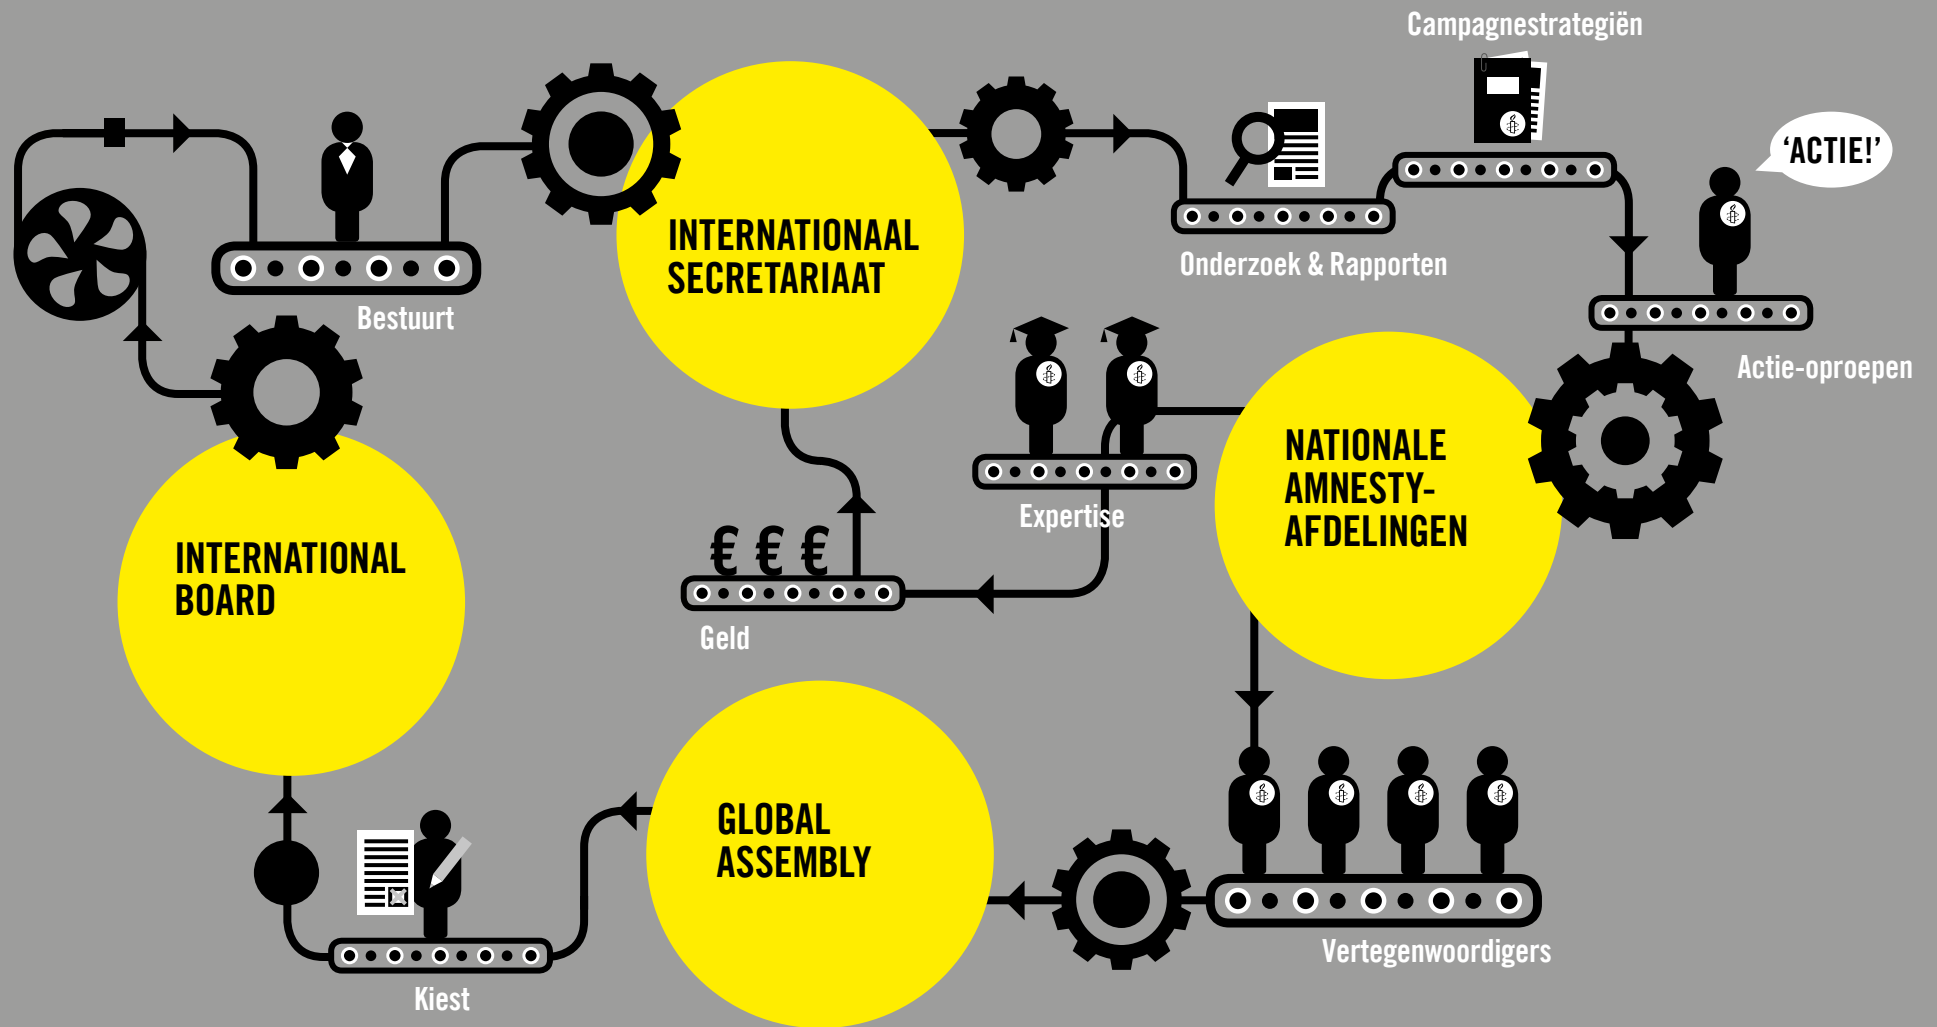 Campagnestrategiën
‘ACTIE!’
INTERNATIONAAL
SECRETARIAAT
Onderzoek & Rapporten
Bestuurt
Actie-oproepen
NATIONALE
AMNESTY-
AFDELINGEN
Expertise
€ € €
Geld
INTERNATIONAL
BOARD
GLOBAL
ASSEMBLY
Vertegenwoordigers
Kiest